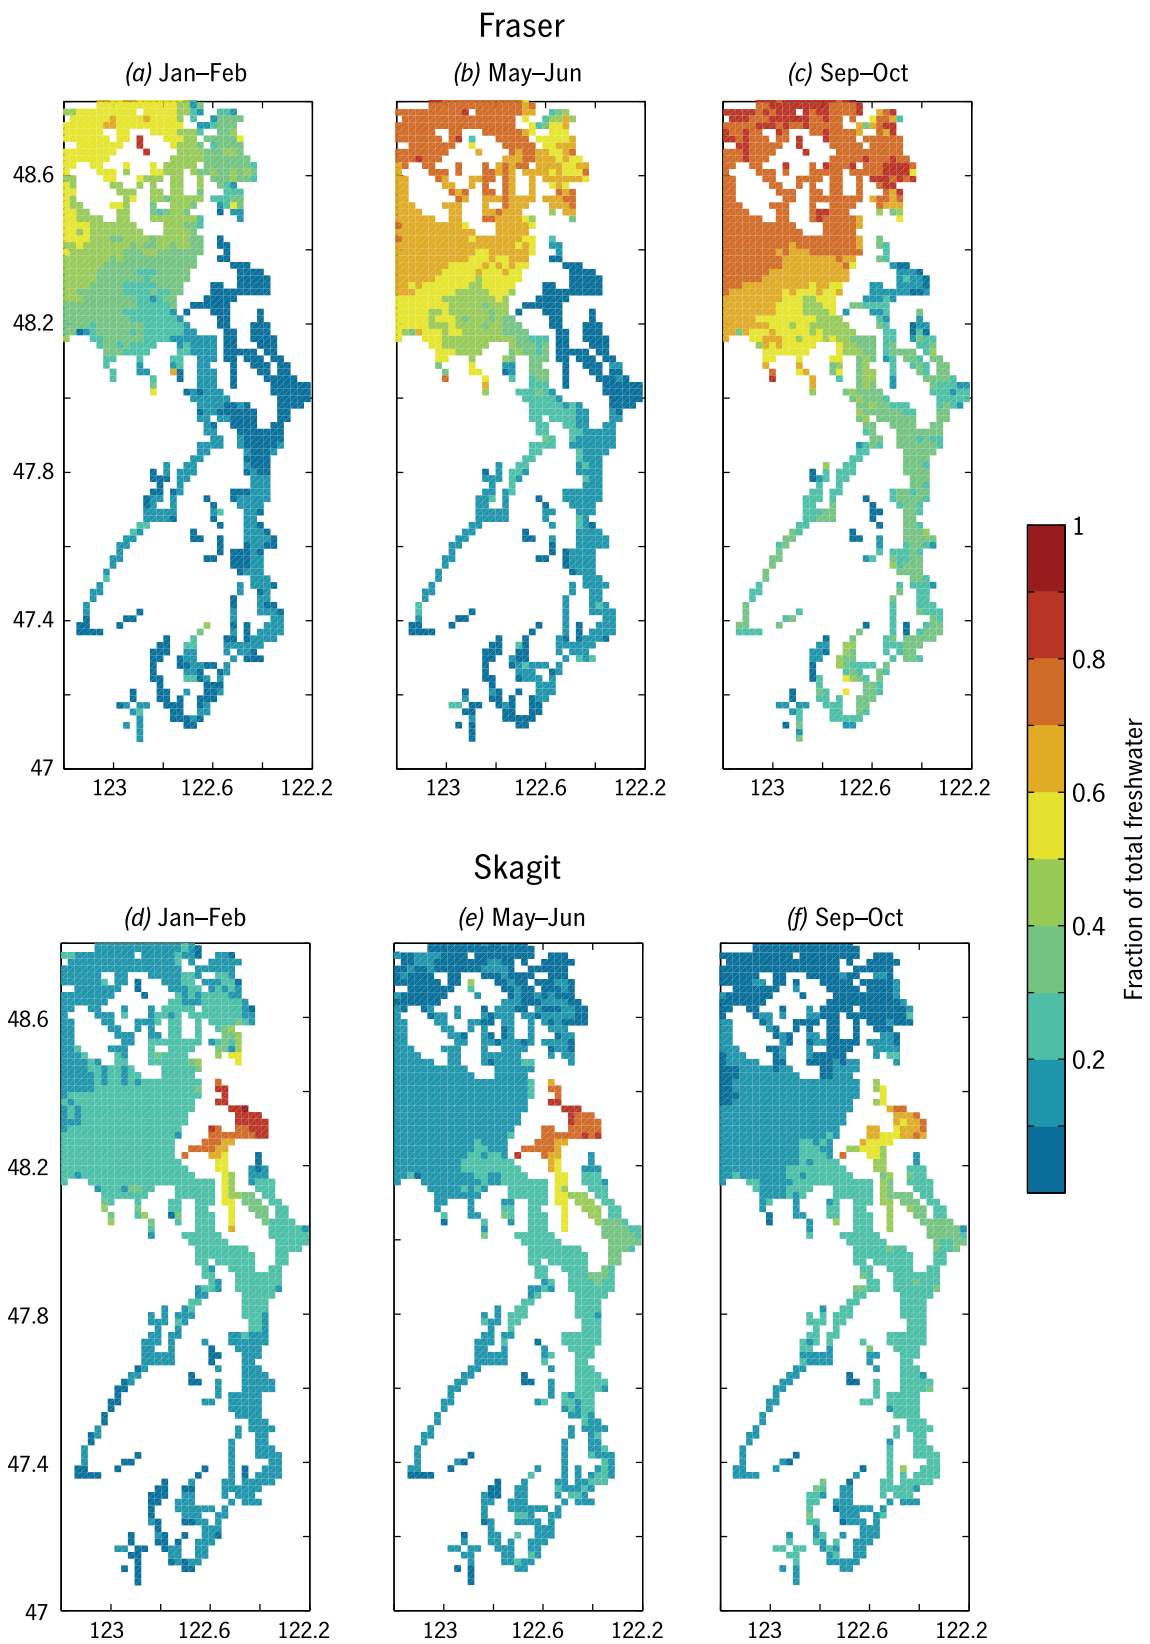 Fraser
(a) Jan–Feb
(b) May–Jun
(c) Sep–Oct
48.6
48.2
47.8
47.4
47
123 122.6 122.2
123 122.6 122.2
123 122.6 122.2
1
0.8
0.6
0.4
0.2
Fraction of total freshwater
Skagit
(d) Jan–Feb
(e) May–Jun
(f) Sep–Oct
48.6
48.2
47.8
47.4
47
123 122.6 122.2
123 122.6 122.2
123 122.6 122.2